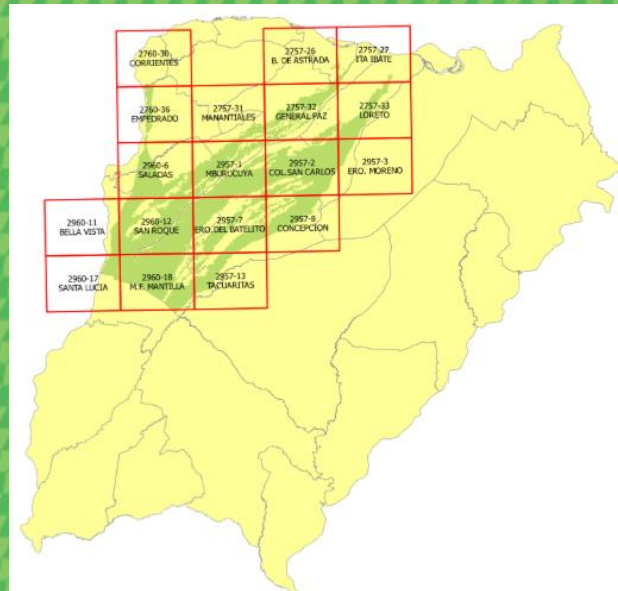 2760-30
CORRIENTES
2757-26
B. DE ASTRADA
2757-27
ITA IBATE
2760-36
EMPEDRADO
2757-31
MANANTIALES
2757-32
GENERAL PAZ
2757-33
LORETO
2960-6
SALADAS
2957-1
MBURUCUYA
2957-2
COL.SAN CARLOS
2957-3
ERO. MORENO
2960-11
BELLA VISTA
2960-12
SAN ROQUE
2957-7
ERO.DEL BATELITO
2957-8
CONCEPCION
2960-17
SANTA LUCIA
2960-18
M.F. MANTILLA
2957-13
TACUARITAS